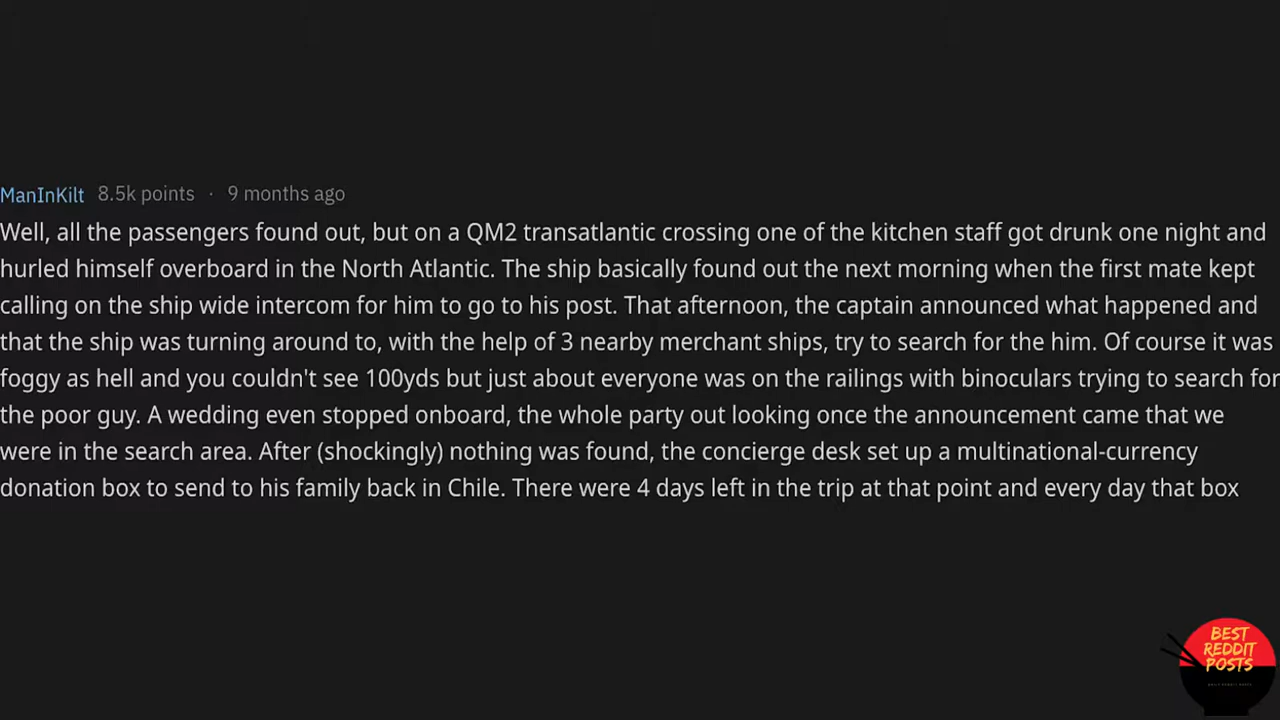 ManInKilt 8.5k points · 9 months ago
Well, all the passengers found out, but on a QM2 transatlantic crossing one of the kitchen staff got drunk one night and
hurled himself overboard in the North Atlantic. The ship basically found out the next morning when the first mate kept
calling on the ship wide intercom for him to go to his post. That afternoon, the captain announced what happened and
that the ship was turning around to, with the help of 3 nearby merchant ships, try to search for the him. Of course it was
foggy as hell and you couldn't see 100yds but just about everyone was on the railings with binoculars trying to search for
the poor guy. A wedding even stopped onboard, the whole party out looking once the announcement came that we
were in the search area. After (shockingly) nothing was found, the concierge desk set up a multinational-currency
donation box to send to his family back in Chile. There were 4 days left in the trip at that point and every day that box
BEST
REDDIT
POSTS